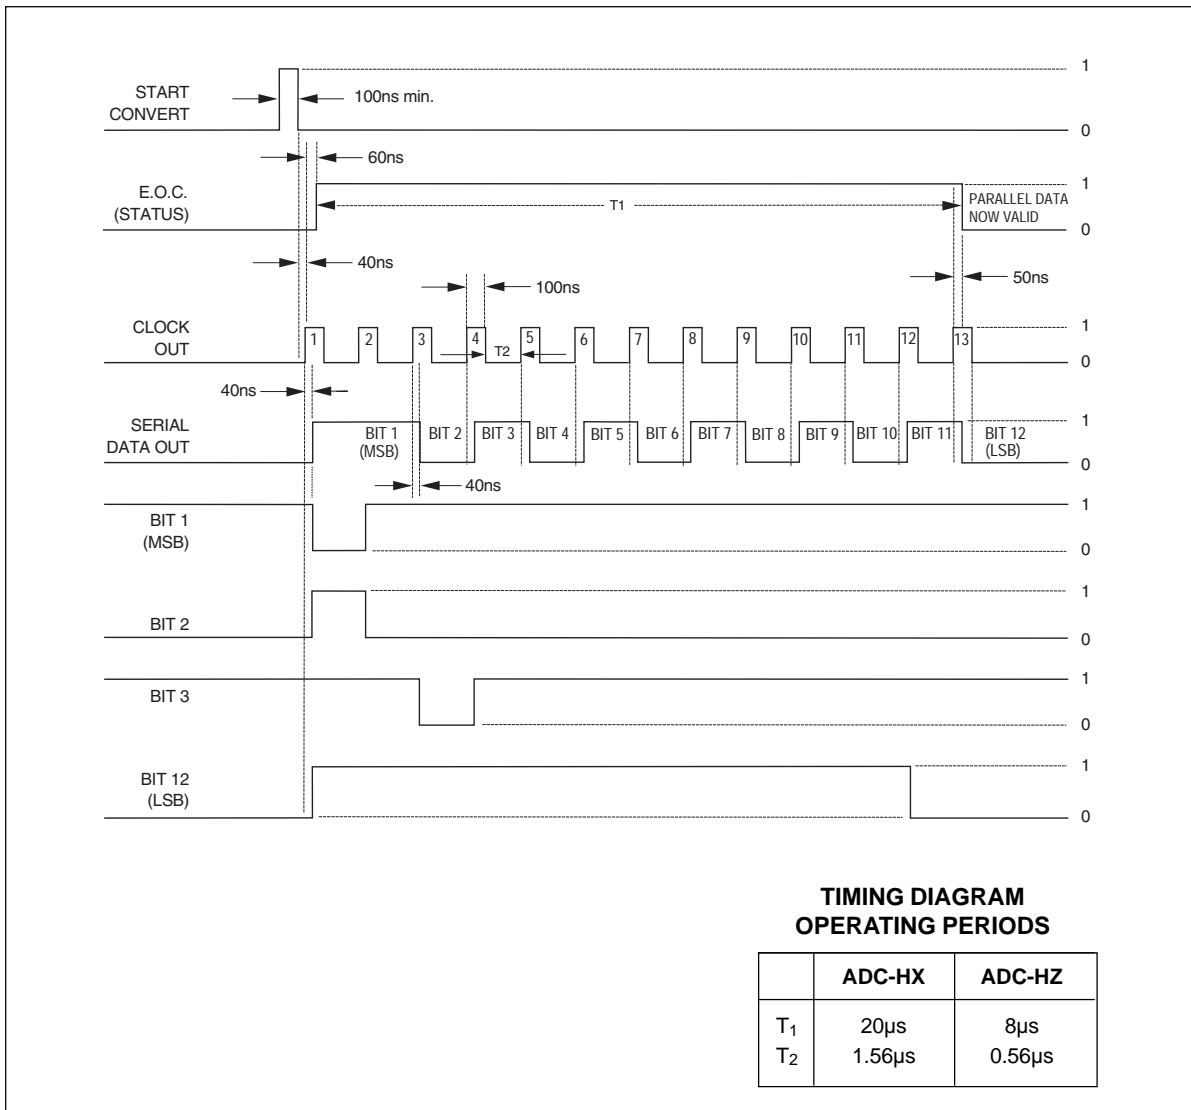 1
START
CONVERT
100ns min.
0
60ns
E.O.C.
(STATUS)
1
T1
PARALLEL DATA
NOW VALID
0
40ns
100ns
50ns
CLOCK
OUT
1 2 3 4 5 6 7 8 9 10 11 12 13
1
T2
0
40ns
SERIAL
DATA OUT
1
BIT 1
(MSB)
BIT 2 BIT 3 BIT 4 BIT 5 BIT 6 BIT 7 BIT 8 BIT 9 BIT 10 BIT 11
BIT 12
(LSB)
0
40ns
BIT 1
(MSB)
1
0
BIT 2
1
0
BIT 3
1
0
BIT 12
(LSB)
1
0
TIMING DIAGRAM
OPERATING PERIODS
ADC-HX ADC-HZ
T1 20µs 8µs
T2 1.56µs 0.56µs